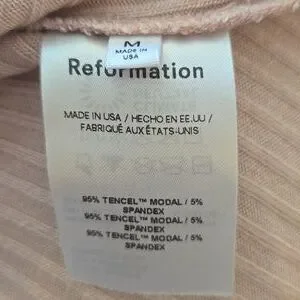 M
MADE IN
USA
Reformation
MADE IN USA / HECHO EN EE.UU /
FABRIQUÉ AUX ÉTATS-UNIS
95% TENCEL™ MODAL / 5%
SPANDEX
95% TENCEL™ MODAL / 5%
SPANDEX
95% TENCEL™ MODAL / 5%
SPANDEX